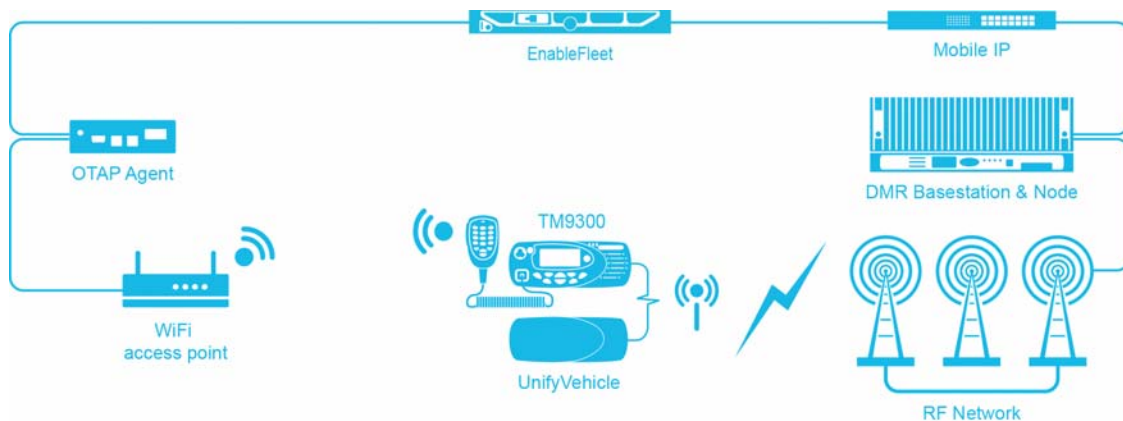 EnableFleet
Mobile IP
OTAP Agent
DMR Basestation & Node
TM9300
WiFi
access point
UnifyVehicle
RF Network